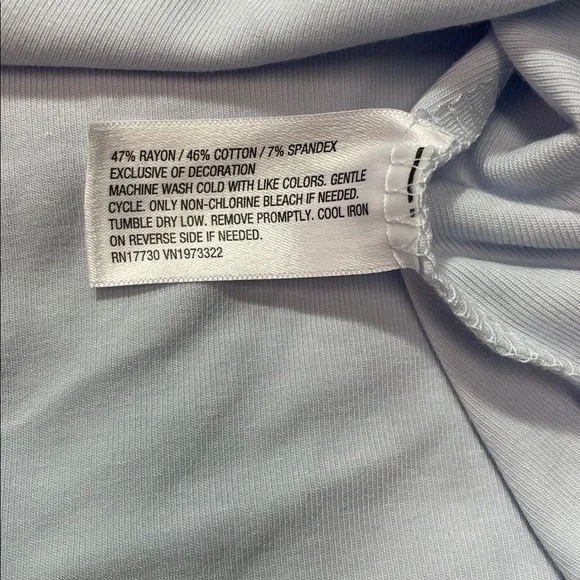 47% RAYON / 46% COTTON / 7% SPANDEX
EXCLUSIVE OF DECORATION
MACHINE WASH COLD WITH LIKE COLORS. GENTLE
CYCLE. ONLY NON-CHLORINE BLEACH IF NEEDED.
TUMBLE DRY LOW. REMOVE PROMPTLY. COOL IRON
ON REVERSE SIDE IF NEEDED.
RN17730 VN1973322